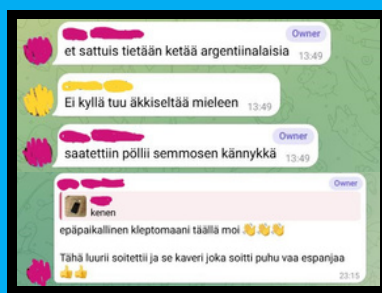 Owner
et sattuis tietään ketää argentiinalaisia 13:49
Ei kyllä tuu äkkiseltää mieleen 13:49
Owner
saatettiin pöllii semmosen kännykkä 13:49
Owner
kenen
epäpaikallinen kleptomaani täällä moi 👋👋👋
Tähä luurii soitettii ja se kaveri joka soitti puhu vaa espanjaa
👍👍 23:15